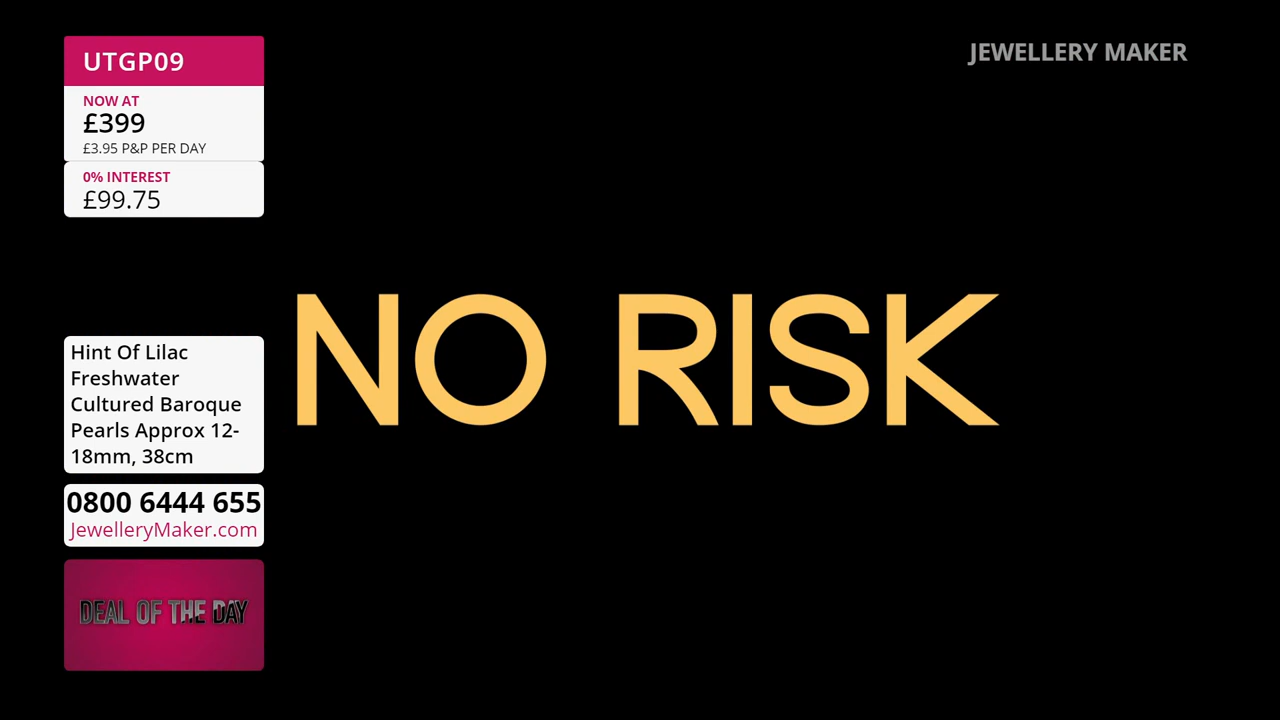 UTGP09
NOW AT
£399
£3.95 P&P PER DAY
0% INTEREST
£99.75
JEWELLERY MAKER
NO RISK
Hint Of Lilac
Freshwater
Cultured Baroque
Pearls Approx 12-
18mm, 38cm
0800 6444 655
JewelleryMaker.com
DEAL OF THE DAY